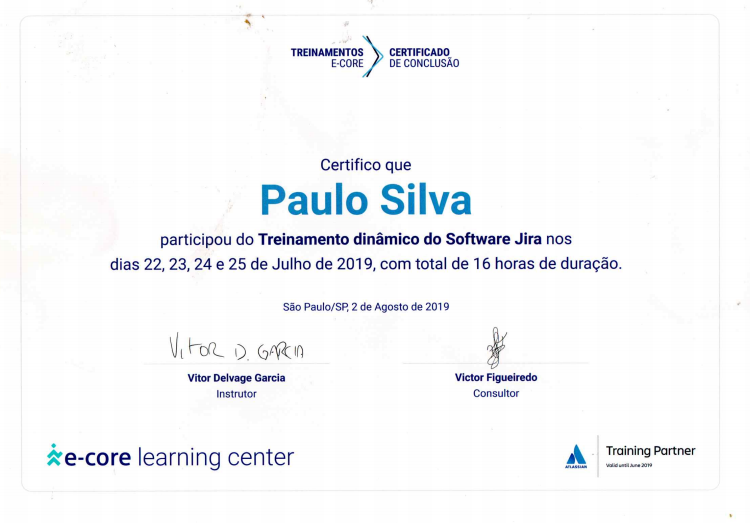 TREINAMENTOS E-CORE
CERTIFICADO DE CONCLUSÃO
Certifico que
Paulo Silva
participou do Treinamento dinâmico do Software Jira nos
dias 22, 23, 24 e 25 de Julho de 2019, com total de 16 horas de duração.
São Paulo/SP, 2 de Agosto de 2019
VITOR D. GARCIA
Vitor Delvage Garcia
Instrutor
Victor Figueiredo
Consultor
e-core learning center
ATLASSIAN
Training Partner
Valid until June 2019